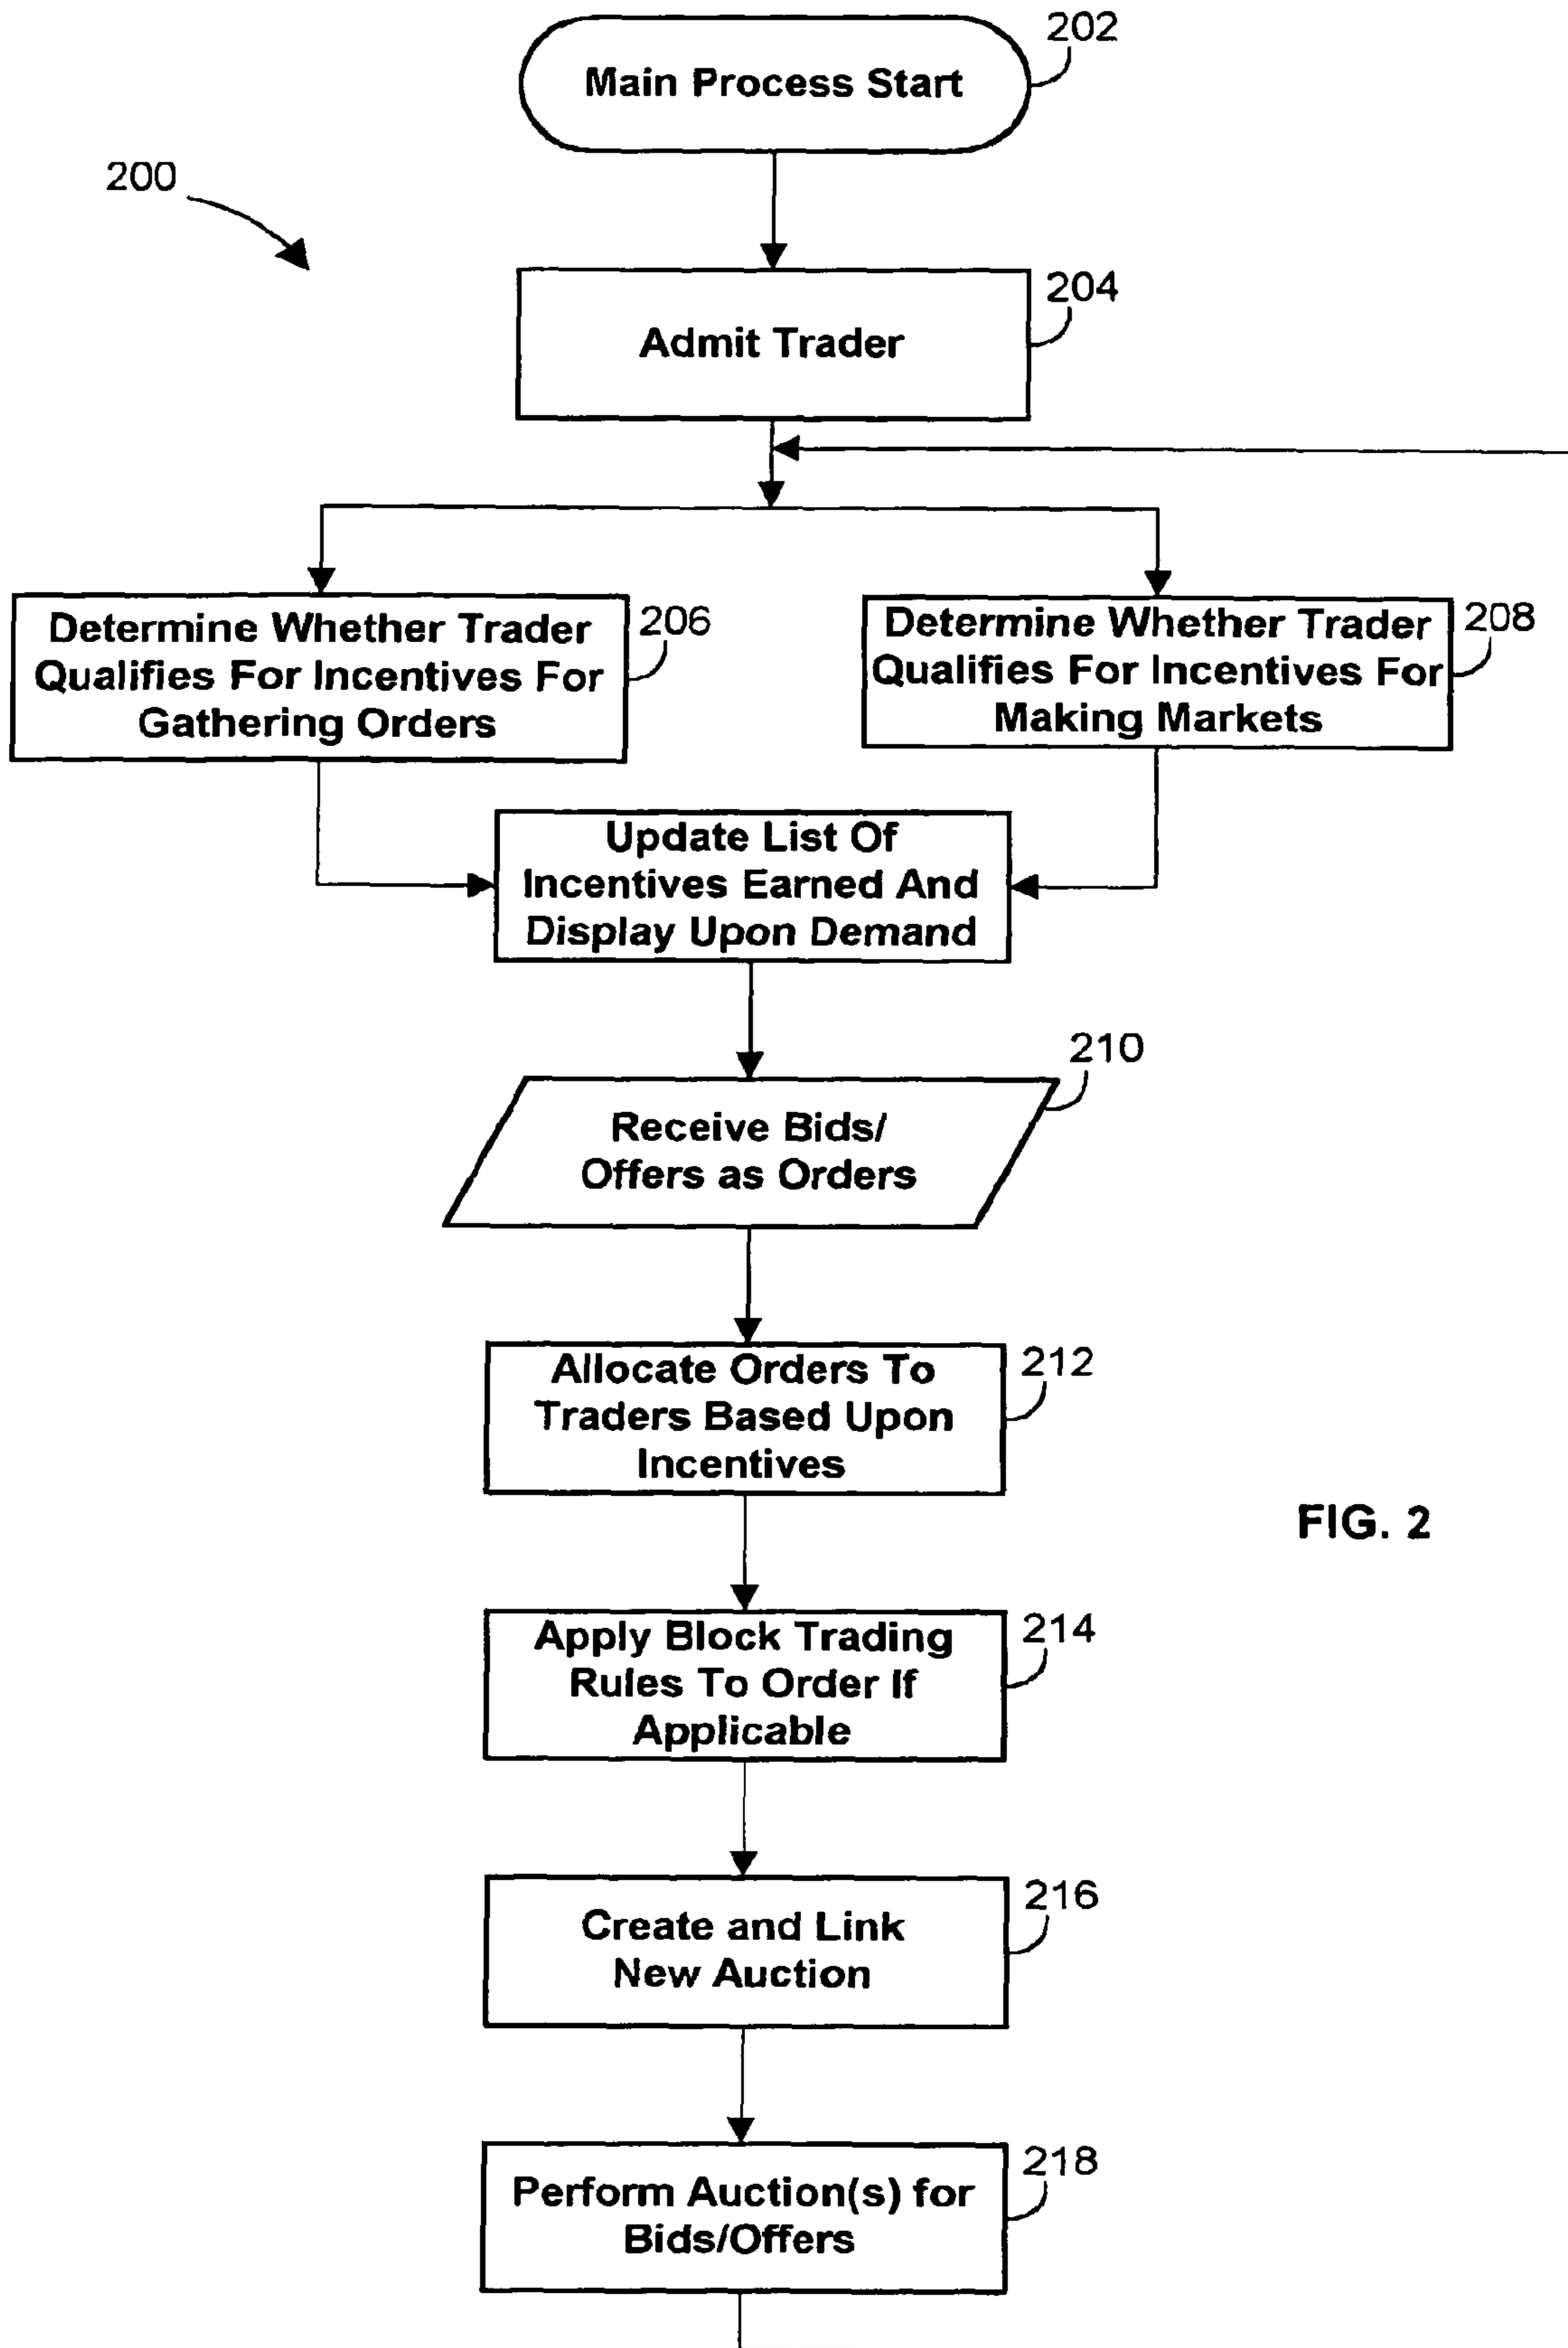 Main Process Start
202
200
Admit Trader
204
Determine Whether Trader
Qualifies For Incentives For
Gathering Orders
206
Determine Whether Trader
Qualifies For Incentives For
Making Markets
208
Update List Of
Incentives Earned And
Display Upon Demand
Receive Bids/
Offers as Orders
210
Allocate Orders To
Traders Based Upon
Incentives
212
FIG. 2
Apply Block Trading
Rules To Order If
Applicable
214
Create and Link
New Auction
216
Perform Auction(s) for
Bids/Offers
218